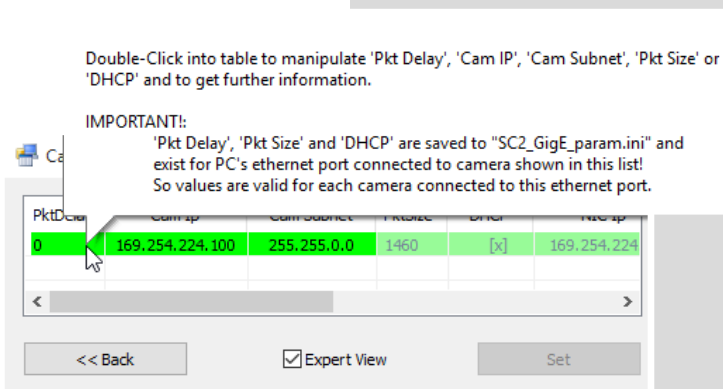 Double-Click into table to manipulate 'Pkt Delay', 'Cam IP', 'Cam Subnet', 'Pkt Size' or
'DHCP' and to get further information.
IMPORTANT!:
'Pkt Delay', 'Pkt Size' and 'DHCP' are saved to "SC2_GigE_param.ini" and
exist for PC's ethernet port connected to camera shown in this list!
So values are valid for each camera connected to this ethernet port.
Ca
PktDela Cam Ip Cam Subnet PktSize DHCP NIC Ip
0 169.254.224.100 255.255.0.0 1460 [x] 169.254.224
<< Back Expert View Set